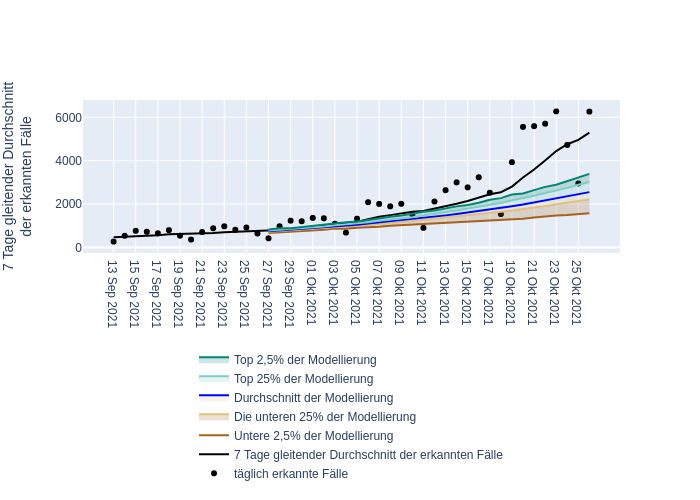 7 Tage gleitender Durchschnitt
der erkannten Fälle
6000
4000
2000
0
13 Sep 2021
15 Sep 2021
17 Sep 2021
19 Sep 2021
21 Sep 2021
23 Sep 2021
25 Sep 2021
27 Sep 2021
29 Sep 2021
01 Okt 2021
03 Okt 2021
05 Okt 2021
07 Okt 2021
09 Okt 2021
11 Okt 2021
13 Okt 2021
15 Okt 2021
17 Okt 2021
19 Okt 2021
21 Okt 2021
23 Okt 2021
25 Okt 2021
Top 2,5% der Modellierung
Top 25% der Modellierung
Durchschnitt der Modellierung
Die unteren 25% der Modellierung
Untere 2,5% der Modellierung
7 Tage gleitender Durchschnitt der erkannten Fälle
täglich erkannte Fälle